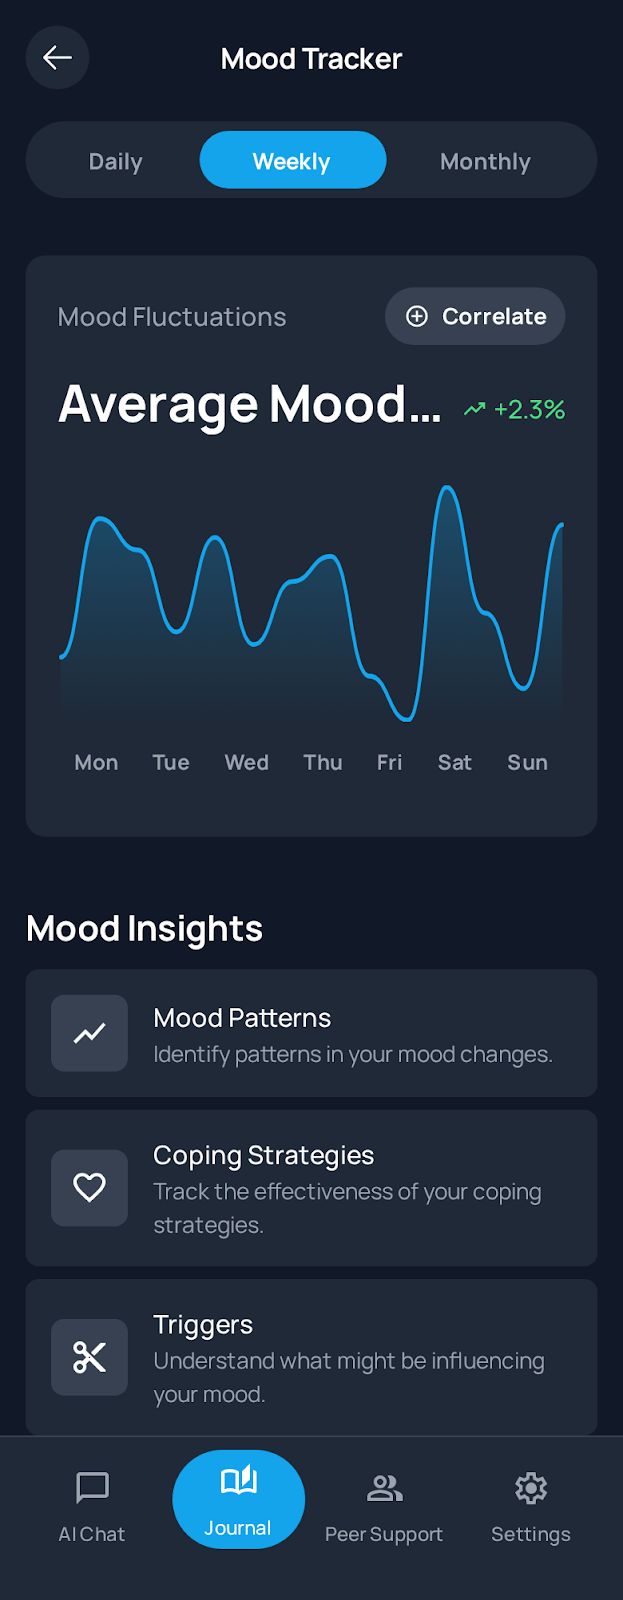 Mood Tracker
Daily Weekly Monthly
Mood Fluctuations
Correlate
Average Mood... +2.3%
Mon Tue Wed Thu Fri Sat Sun
Mood Insights
Mood Patterns
Identify patterns in your mood changes.
Coping Strategies
Track the effectiveness of your coping
strategies.
Triggers
Understand what might be influencing
your mood.
AI Chat Journal Peer Support Settings